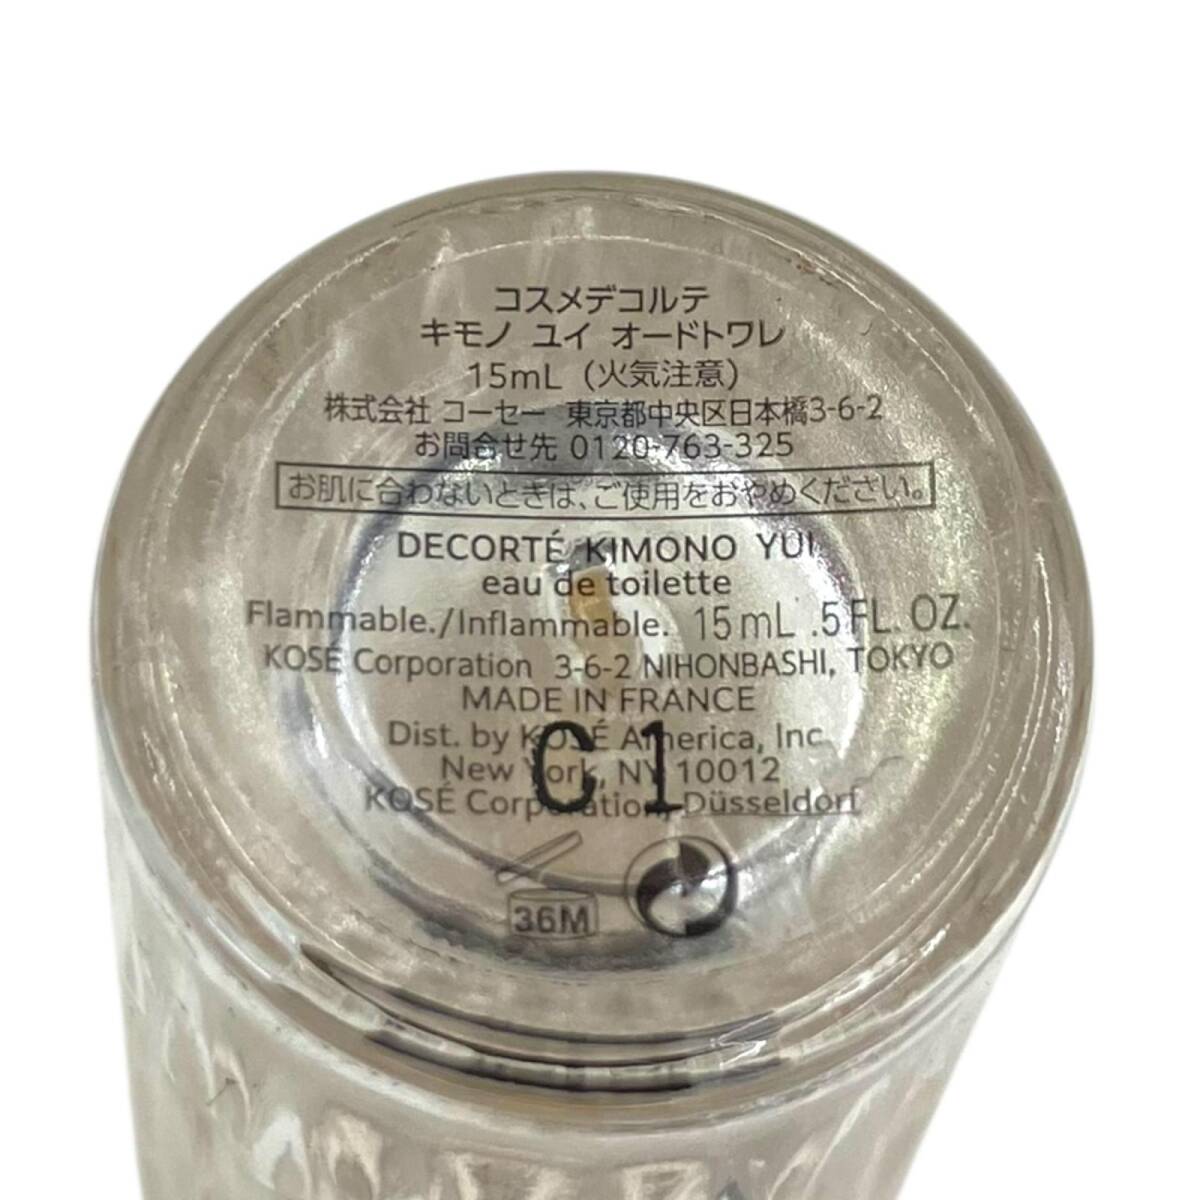 コスメデコルテ
キモノ ユイ オードトワレ
15mL（火気注意）
株式会社 コーセー 東京都中央区日本橋3-6-2
お問合せ先 0120-763-325
お肌に合わないときは、ご使用をおやめください。
DECORTÉ KIMONO YUI
eau de toilette
Flammable./Inflammable. 15mL .5FL. OZ.
KOSÉ Corporation 3-6-2 NIHONBASHI, TOKYO
MADE IN FRANCE
Dist. by KOSÉ America, Inc.
New York, NY 10012
KOSÉ Corporation, Düsseldorf
C1
36M